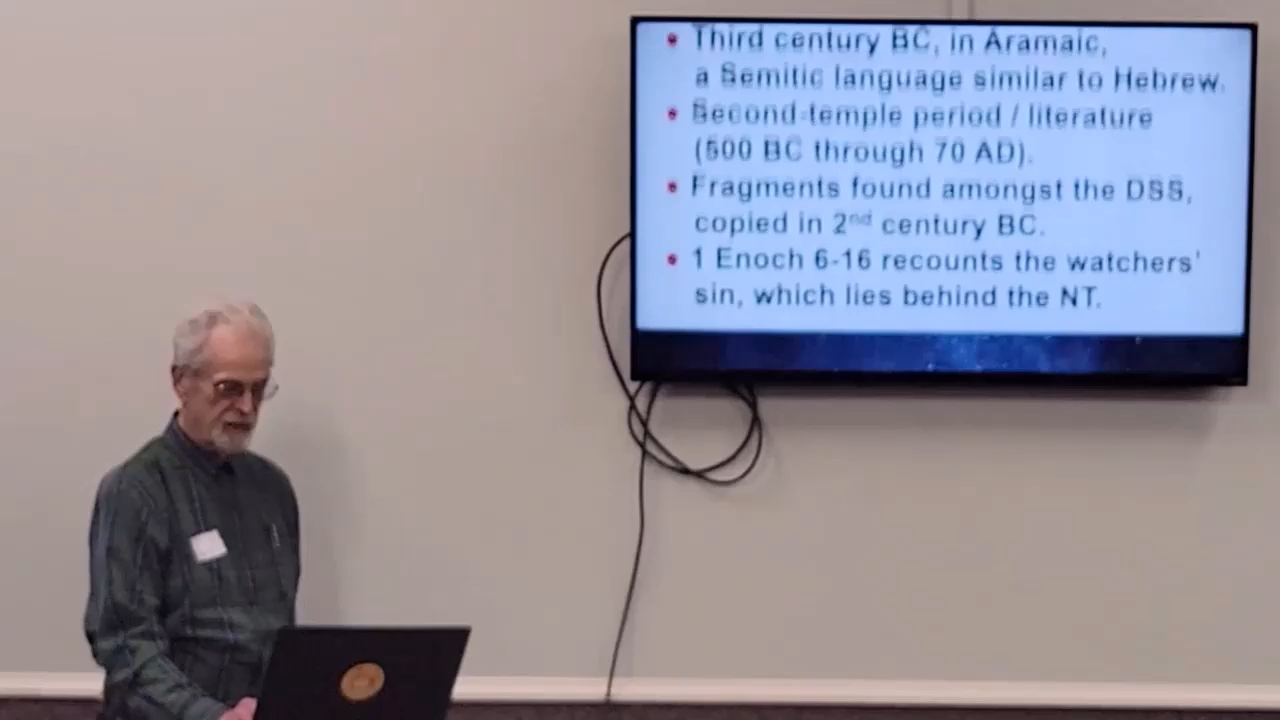 • Third century BC, in Aramaic,
a Semitic language similar to Hebrew.
• Second-temple period / literature
(500 BC through 70 AD).
• Fragments found amongst the DSS,
copied in 2nd century BC.
• 1 Enoch 6-16 recounts the watchers'
sin, which lies behind the NT.